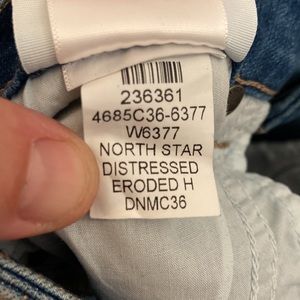 236361
4685C36-6377
W6377
NORTH STAR
DISTRESSED
ERODED H
DNMC36